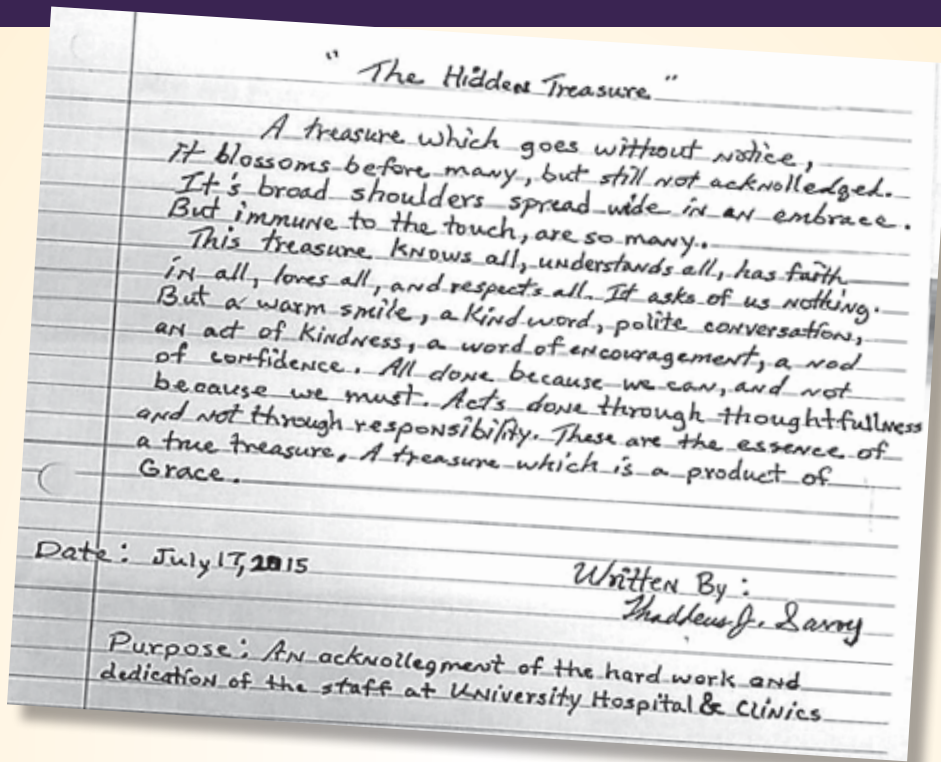 " The Hidden Treasure "
A treasure which goes without notice,
it blossoms before many, but still not acknolledged.
It's broad shoulders spread wide in an embrace.
But immune to the touch, are so many.
This treasure knows all, understands all, has faith
in all, loves all, and respects all. It asks of us nothing.
But a warm smile, a kind word, polite conversation,
an act of kindness, a word of encouragement, a nod
of confidence. All done because we can, and not
because we must. Acts done through thoughtfullness
and not through responsibility. These are the essence of
a true treasure. A treasure which is a product of
Grace.
Date: July 17, 2015
Written By:
Thaddeus J. Savoy
Purpose: An acknollegment of the hard work and
dedication of the staff at University Hospital & Clinics